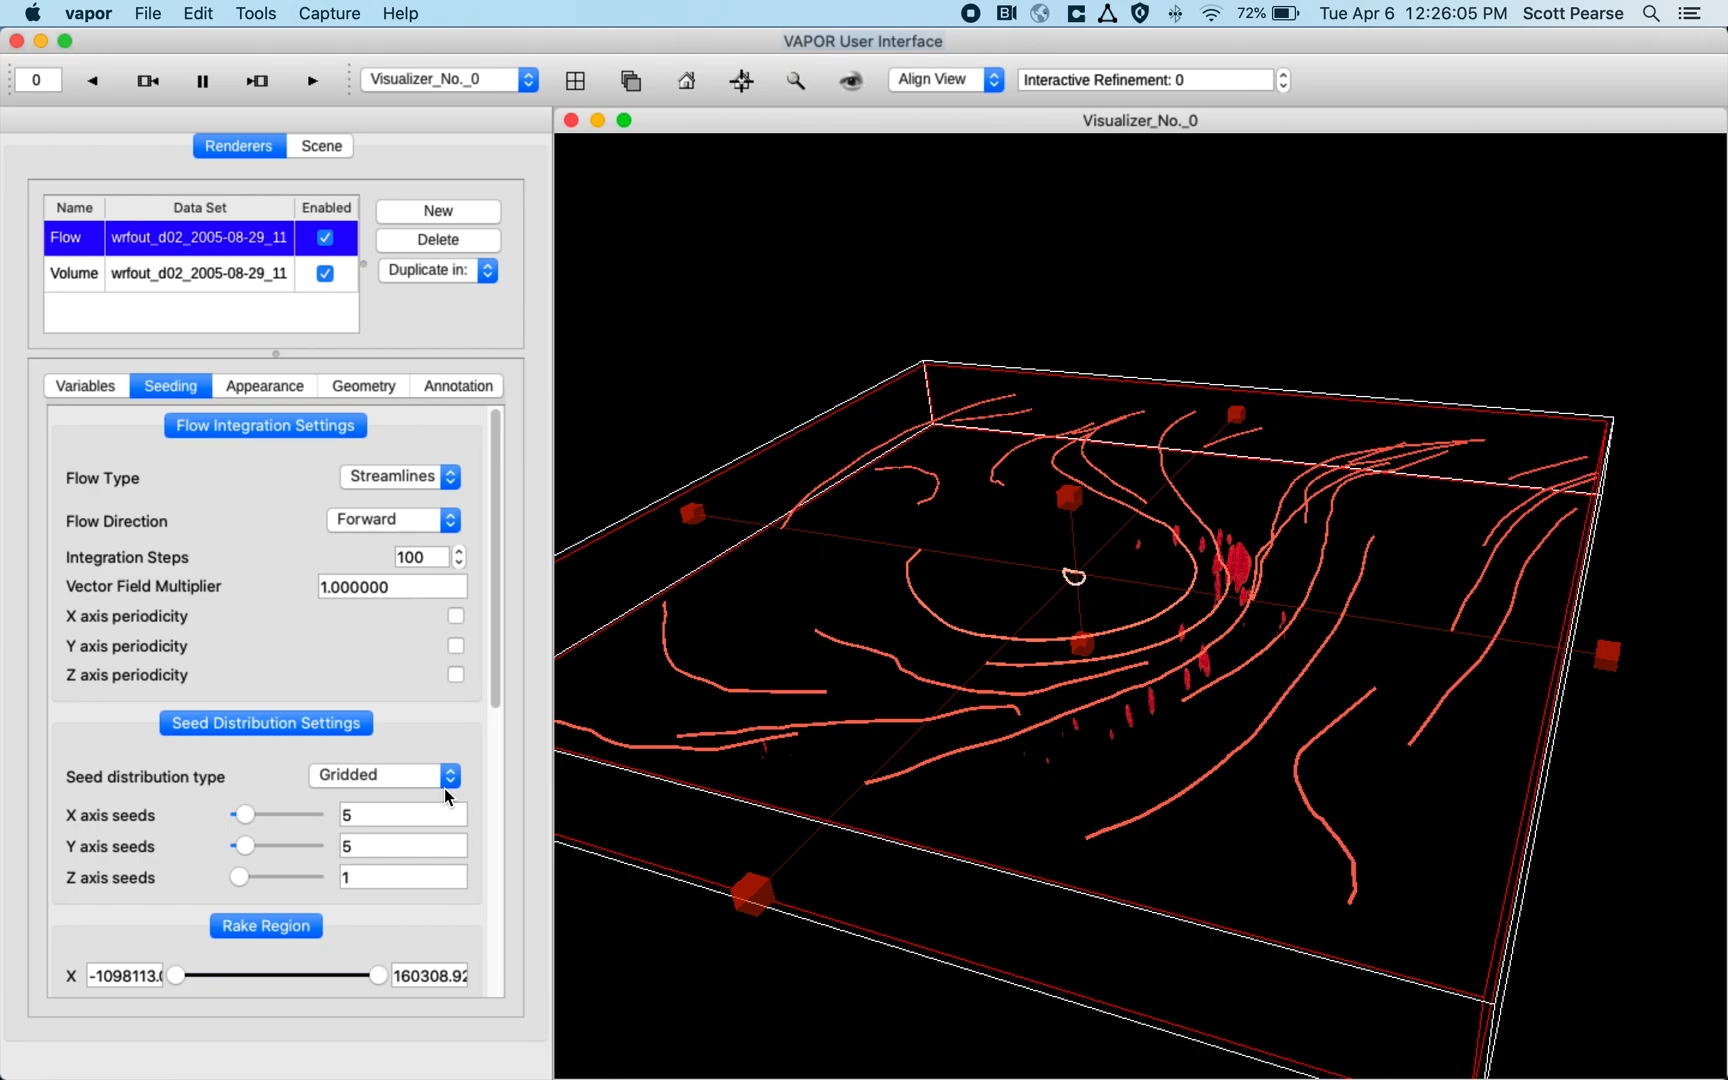 vapor File Edit Tools Capture Help 72% Tue Apr 6 12:26:05 PM Scott Pearse
VAPOR User Interface
0 Visualizer_No._0 Align View Interactive Refinement: 0
Visualizer_No._0
Renderers Scene
Name Data Set Enabled
New
Flow wrfout_d02_2005-08-29_11
Delete
Volume wrfout_d02_2005-08-29_11
Duplicate in:
Variables Seeding Appearance Geometry Annotation
Flow Integration Settings
Flow Type Streamlines
Flow Direction Forward
Integration Steps 100
Vector Field Multiplier 1.000000
X axis periodicity
Y axis periodicity
Z axis periodicity
Seed Distribution Settings
Seed distribution type Gridded
X axis seeds 5
Y axis seeds 5
Z axis seeds 1
Rake Region
X -1098113. 160308.92